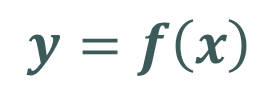 y = f(x)